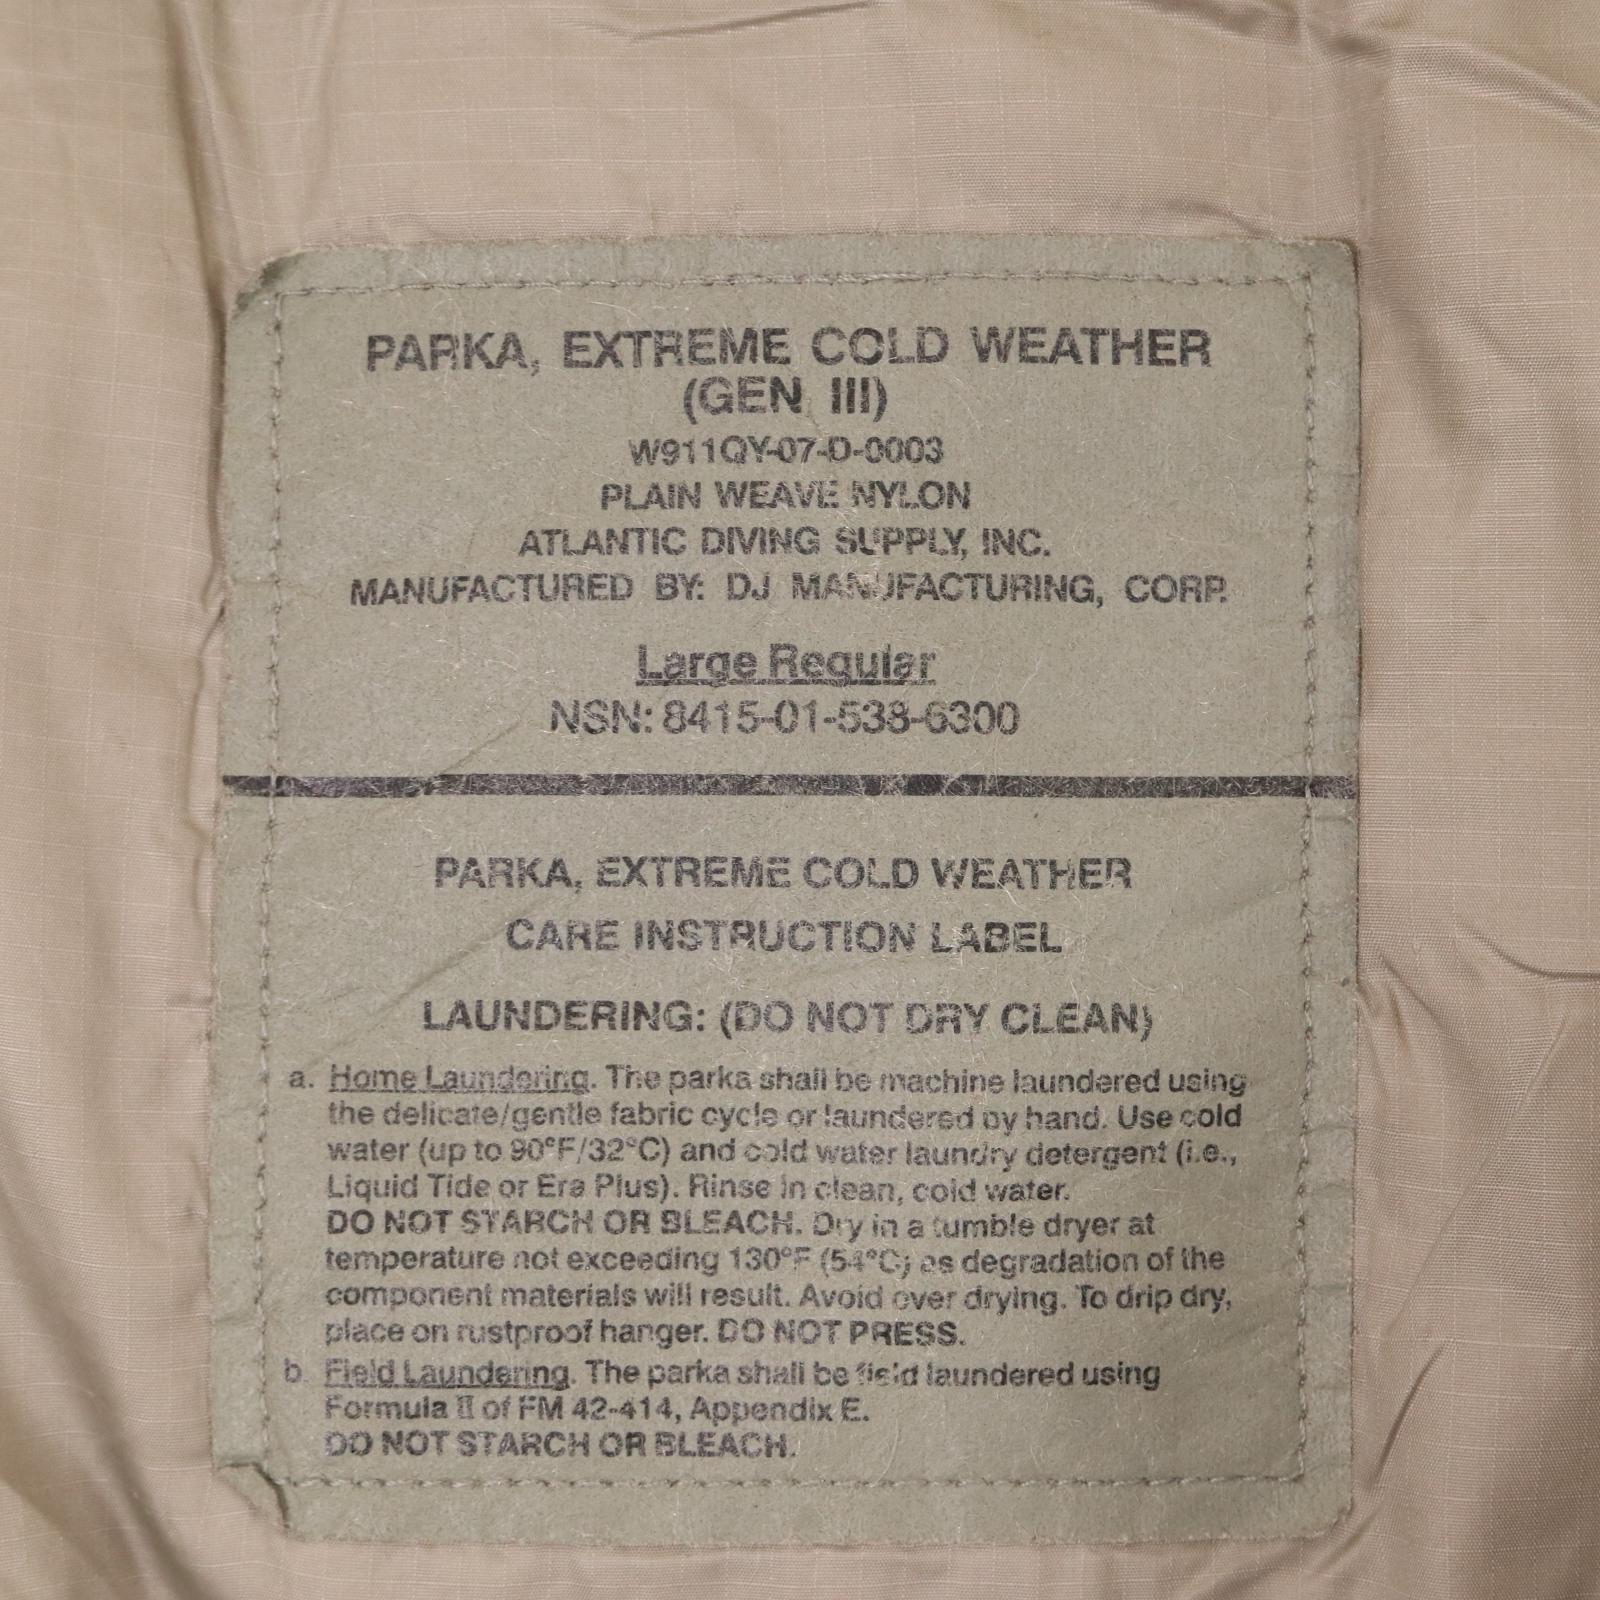 PARKA, EXTREME COLD WEATHER
(GEN III)
W911QY-07-D-0003
PLAIN WEAVE NYLON
ATLANTIC DIVING SUPPLY, INC.
MANUFACTURED BY: DJ MANUFACTURING, CORP.
Large Regular
NSN: 8415-01-538-6300
PARKA, EXTREME COLD WEATHER
CARE INSTRUCTION LABEL
LAUNDERING: (DO NOT DRY CLEAN)
a. Home Laundering. The parka shall be machine laundered using
the delicate/gentle fabric cycle or laundered by hand. Use cold
water (up to 90°F/32°C) and cold water laundry detergent (i.e.,
Liquid Tide or Era Plus). Rinse in clean, cold water.
DO NOT STARCH OR BLEACH. Dry in a tumble dryer at
temperature not exceeding 130°F (54°C) as degradation of the
component materials will result. Avoid over drying. To drip dry,
place on rustproof hanger. DO NOT PRESS.
b. Field Laundering. The parka shall be field laundered using
Formula II of FM 42-414, Appendix E.
DO NOT STARCH OR BLEACH.